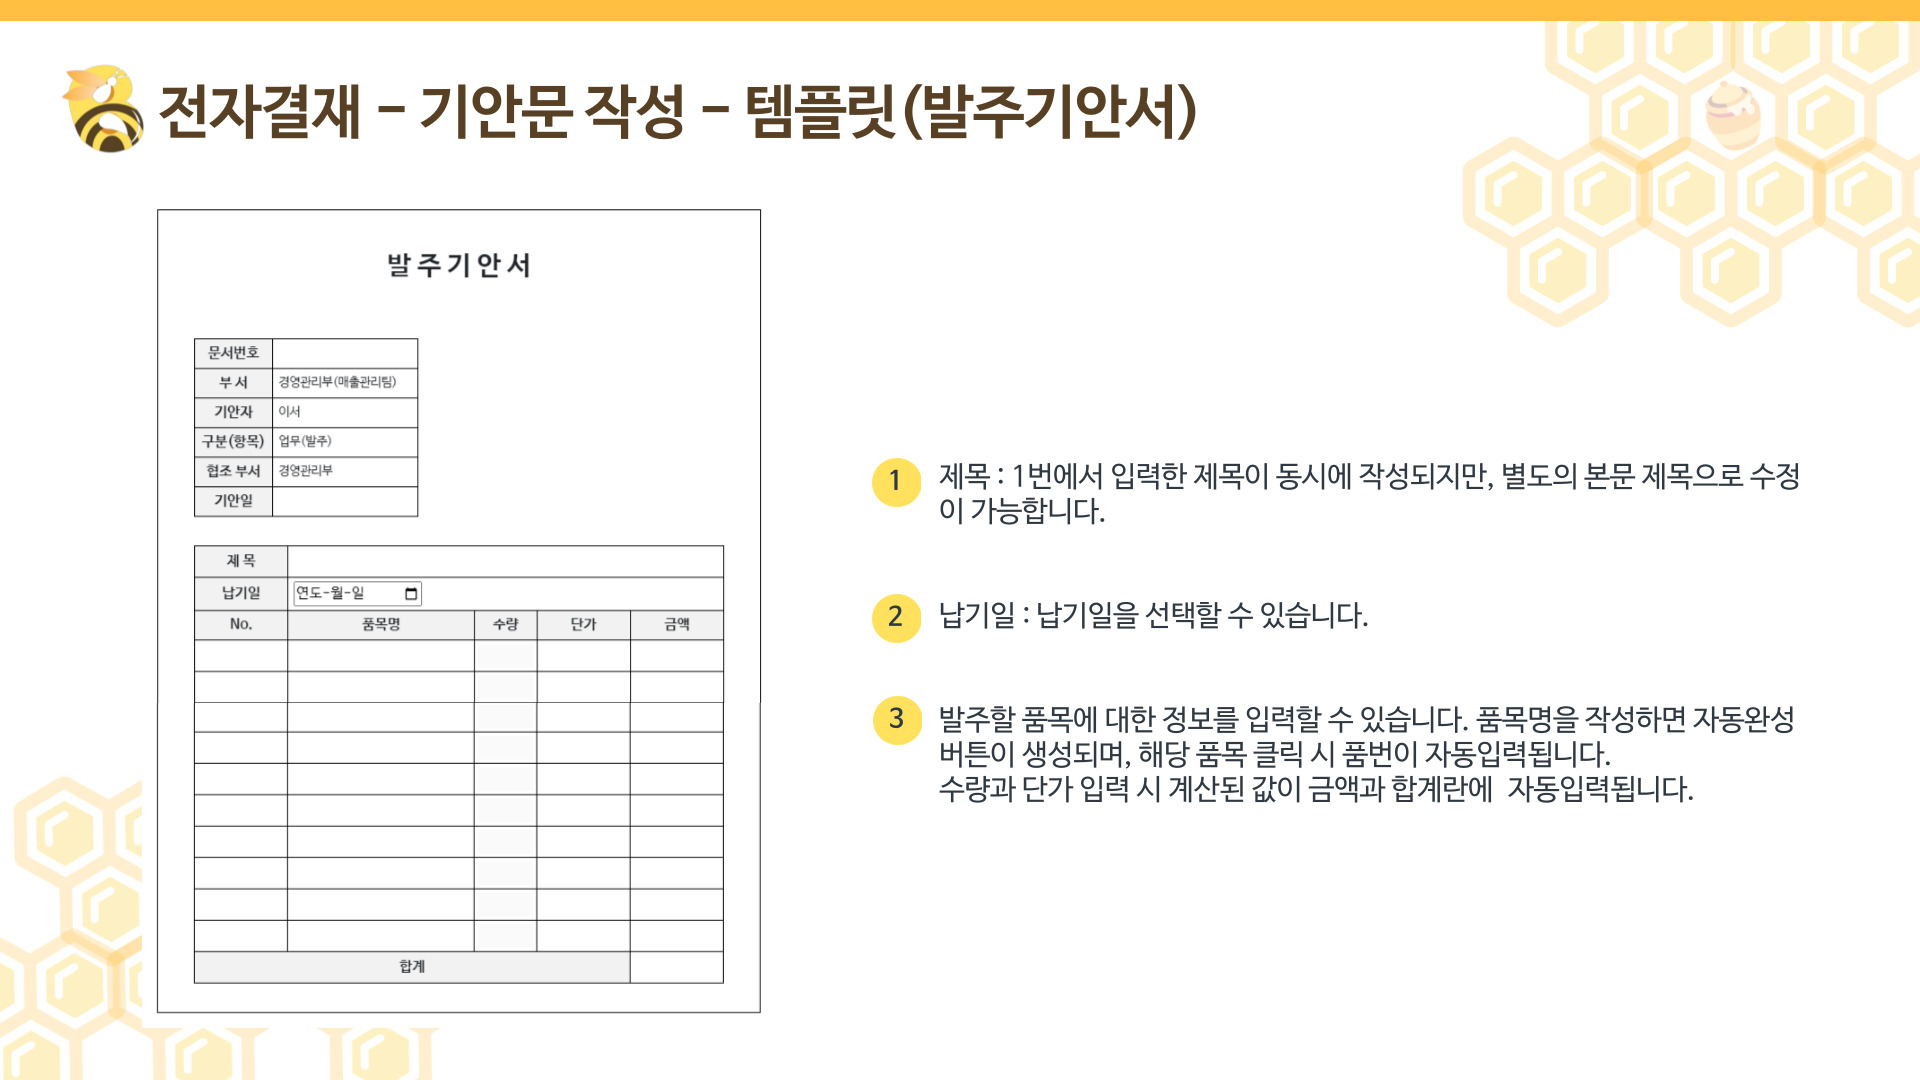 전자결재 - 기안문 작성 - 템플릿(발주기안서)
발 주 기 안 서
문서번호
부 서 경영관리부(매출관리팀)
기안자 이서
구분(항목) 업무(발주)
협조 부서 경영관리부
기안일
제 목
납기일 연도-월-일
No. 품목명 수량 단가 금액
합계
1 제목 : 1번에서 입력한 제목이 동시에 작성되지만, 별도의 본문 제목으로 수정
이 가능합니다.
2 납기일 : 납기일을 선택할 수 있습니다.
3 발주할 품목에 대한 정보를 입력할 수 있습니다. 품목명을 작성하면 자동완성
버튼이 생성되며, 해당 품목 클릭 시 품번이 자동입력됩니다.
수량과 단가 입력 시 계산된 값이 금액과 합계란에 자동입력됩니다.